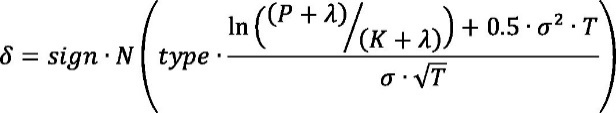 δ = sign · N ( type · ( ln ( (P + λ) / (K + λ) ) + 0.5 · σ² · T ) / ( σ · √T ) )